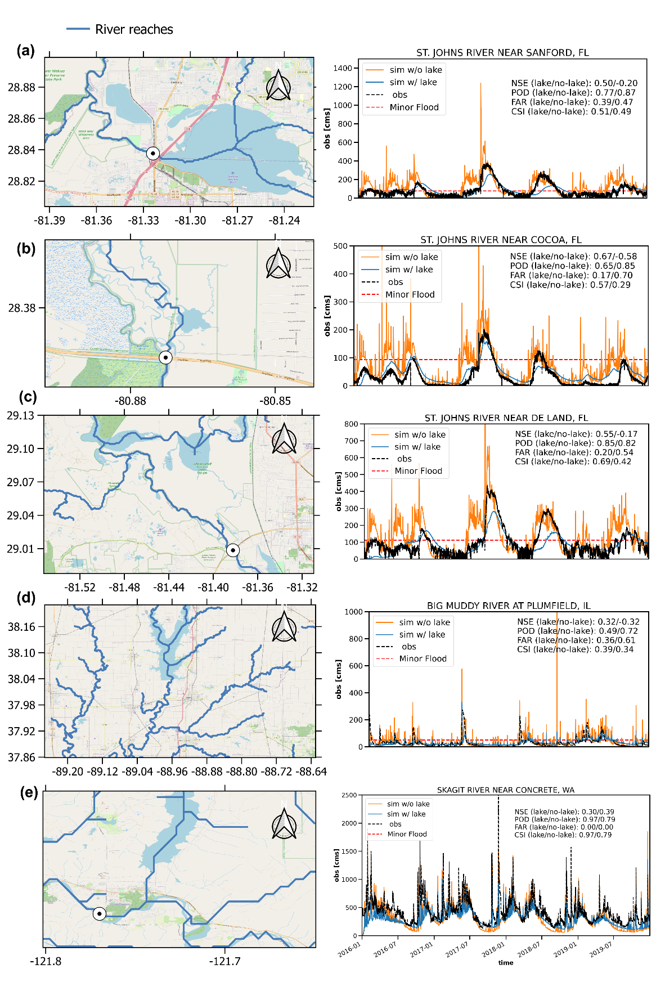 River reaches
(a)
28.88
28.86
28.84
28.82
-81.39 -81.33 -81.36 -81.30 -81.27 -81.24
DeBary
Sanford
ST. JOHNS RIVER NEAR SANFORD, FL
sim w/o lake
sim w/ lake
obs
Minor Flood
NSE (lake/no-lake): 0.50/-0.20
POD (lake/no-lake): 0.77/0.87
FAR (lake/no-lake): 0.39/0.47
CSI (lake/no-lake): 0.51/0.49
obs [cms]
1400
1200
1000
800
600
400
200
0
(b)
28.38
-80.88 -80.85
ST. JOHNS RIVER NEAR COCOA, FL
sim w/o lake
sim w/ lake
obs
Minor Flood
NSE (lake/no-lake): 0.67/-0.58
POD (lake/no-lake): 0.65/0.85
FAR (lake/no-lake): 0.17/0.70
CSI (lake/no-lake): 0.57/0.29
obs [cms]
500
400
300
200
100
0
(c)
29.13
29.10
29.07
29.04
29.01
-81.52 -81.48 -81.44 -81.40 -81.36 -81.32
ST. JOHNS RIVER NEAR DE LAND, FL
sim w/o lake
sim w/ lake
obs
Minor Flood
NSE (lake/no-lake): 0.55/-0.17
POD (lake/no-lake): 0.85/0.82
FAR (lake/no-lake): 0.20/0.54
CSI (lake/no-lake): 0.69/0.42
obs [cms]
800
700
600
500
400
300
200
100
0
(d)
38.16
38.10
38.04
37.98
37.92
37.86
-89.20 -89.12 -89.04 -88.96 -88.88 -88.80 -88.72 -88.64
BIG MUDDY RIVER AT PLUMFIELD, IL
sim w/o lake
sim w/ lake
obs
Minor Flood
NSE (lake/no-lake): 0.32/-0.32
POD (lake/no-lake): 0.49/0.72
FAR (lake/no-lake): 0.36/0.61
CSI (lake/no-lake): 0.39/0.34
obs [cms]
1000
800
600
400
200
0
(e)
N
-121.8 -121.7
SKAGIT RIVER NEAR CONCRETE, WA
sim w/o lake
sim w/ lake
obs
Minor Flood
NSE (lake/no-lake): 0.30/0.39
POD (lake/no-lake): 0.97/0.79
FAR (lake/no-lake): 0.00/0.00
CSI (lake/no-lake): 0.97/0.79
obs [cms]
2500
2000
1500
1000
500
0
2016-01 2016-07 2017-01 2017-07 2018-01 2018-07 2019-01 2019-07
time